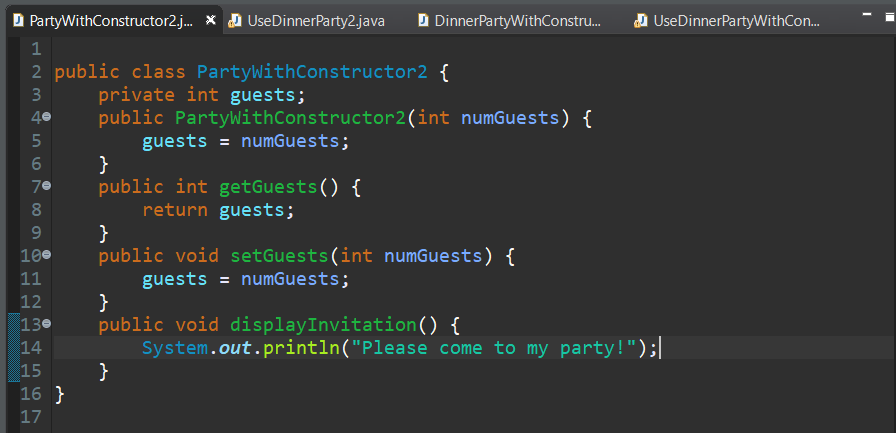 PartyWithConstructor2.j... UseDinnerParty2.java DinnerPartyWithConstru... UseDinnerPartyWithCon...
1
2 public class PartyWithConstructor2 {
3     private int guests;
4     public PartyWithConstructor2(int numGuests) {
5         guests = numGuests;
6     }
7     public int getGuests() {
8         return guests;
9     }
10     public void setGuests(int numGuests) {
11         guests = numGuests;
12     }
13     public void displayInvitation() {
14         System.out.println("Please come to my party!");
15     }
16 }
17